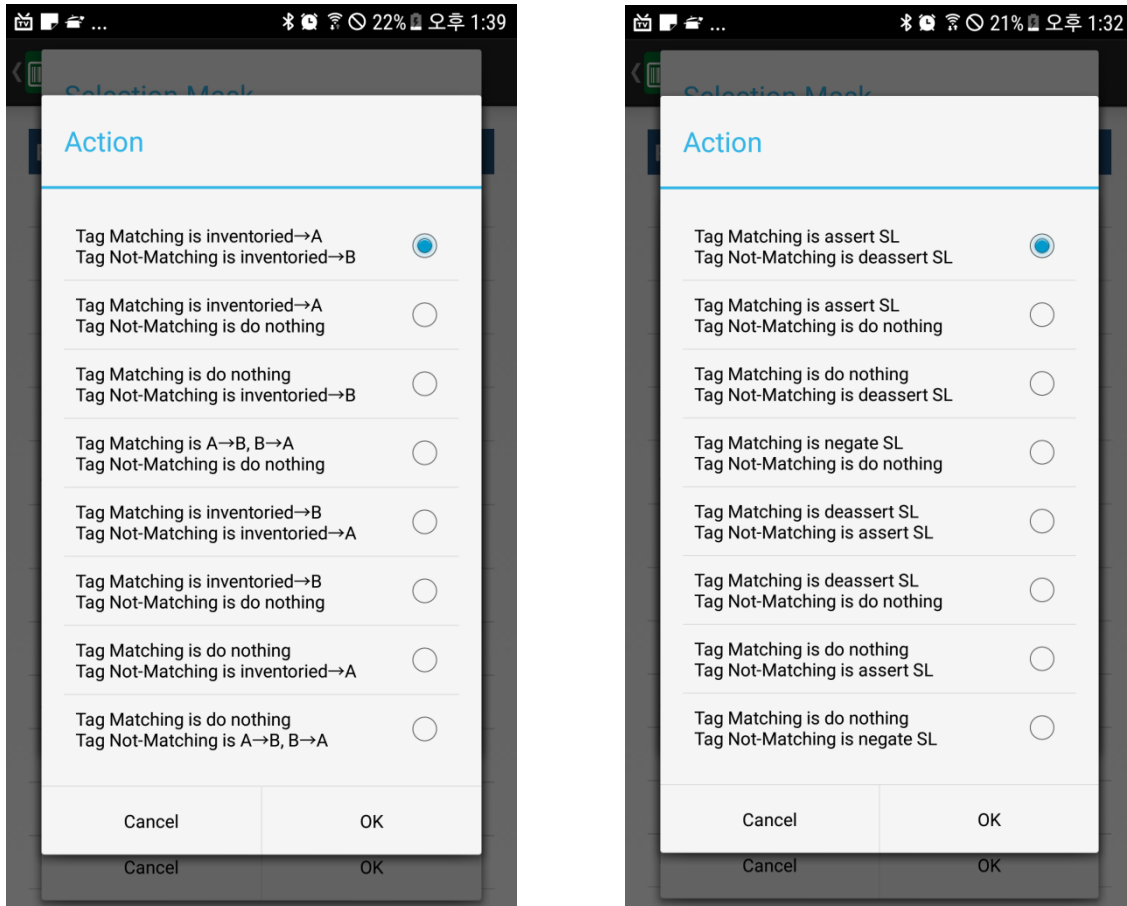 ... 22% 오후 1:39
Selection Mask
Action
Tag Matching is inventoried→A
Tag Not-Matching is inventoried→B
Tag Matching is inventoried→A
Tag Not-Matching is do nothing
Tag Matching is do nothing
Tag Not-Matching is inventoried→B
Tag Matching is A→B, B→A
Tag Not-Matching is do nothing
Tag Matching is inventoried→B
Tag Not-Matching is inventoried→A
Tag Matching is inventoried→B
Tag Not-Matching is do nothing
Tag Matching is do nothing
Tag Not-Matching is inventoried→A
Tag Matching is do nothing
Tag Not-Matching is A→B, B→A
Cancel OK
Cancel OK
... 21% 오후 1:32
Selection Mask
Action
Tag Matching is assert SL
Tag Not-Matching is deassert SL
Tag Matching is assert SL
Tag Not-Matching is do nothing
Tag Matching is do nothing
Tag Not-Matching is deassert SL
Tag Matching is negate SL
Tag Not-Matching is do nothing
Tag Matching is deassert SL
Tag Not-Matching is assert SL
Tag Matching is deassert SL
Tag Not-Matching is do nothing
Tag Matching is do nothing
Tag Not-Matching is assert SL
Tag Matching is do nothing
Tag Not-Matching is negate SL
Cancel OK
Cancel OK